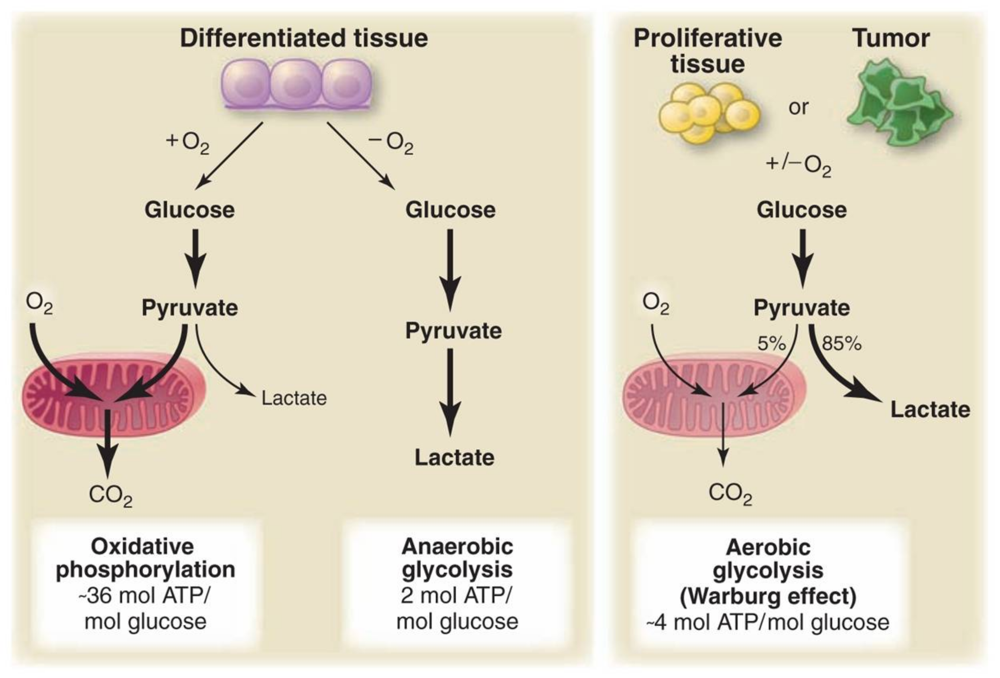 Differentiated tissue
+O₂
−O₂
Glucose
Glucose
O₂
Pyruvate
Pyruvate
Lactate
Lactate
CO₂
Oxidative
phosphorylation
~36 mol ATP/
mol glucose
Anaerobic
glycolysis
2 mol ATP/
mol glucose
Proliferative
tissue
or
Tumor
+/−O₂
Glucose
O₂
Pyruvate
5%
85%
Lactate
CO₂
Aerobic
glycolysis
(Warburg effect)
~4 mol ATP/mol glucose